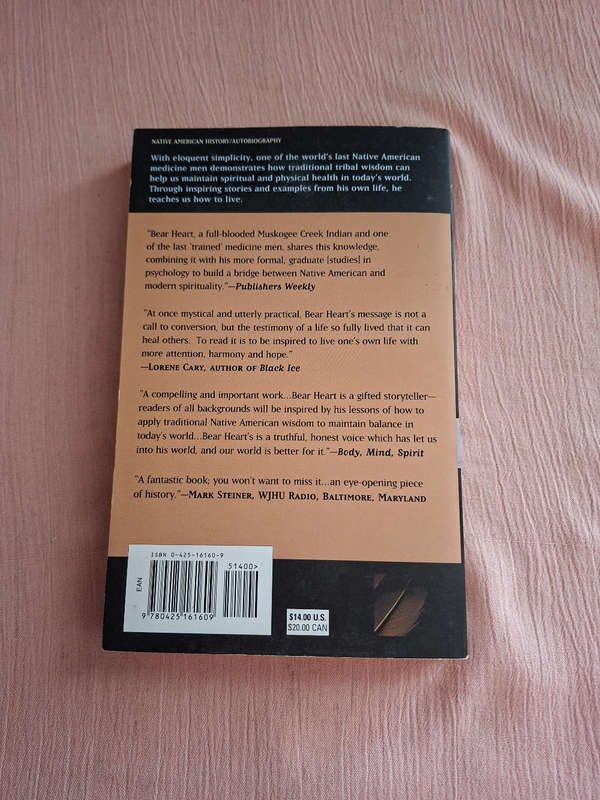 NATIVE AMERICAN HISTORY/AUTOBIOGRAPHY
With eloquent simplicity, one of the world's last Native American
medicine men demonstrates how traditional tribal wisdom can
help us maintain spiritual and physical health in today's world.
Through inspiring stories and examples from his own life, he
teaches us how to live.
"Bear Heart, a full-blooded Muskogee Creek Indian and one
of the last 'trained' medicine men, shares this knowledge,
combining it with his more formal, graduate [studies] in
psychology to build a bridge between Native American and
modern spirituality."—Publishers Weekly
"At once mystical and utterly practical, Bear Heart's message is not a
call to conversion, but the testimony of a life so fully lived that it can
heal others. To read it is to be inspired to live one's own life with
more attention, harmony and hope."
—LORENE CARY, AUTHOR OF Black Ice
"A compelling and important work...Bear Heart is a gifted storyteller—
readers of all backgrounds will be inspired by his lessons of how to
apply traditional Native American wisdom to maintain balance in
today's world...Bear Heart's is a truthful, honest voice which has let us
into his world, and our world is better for it."—Body, Mind, Spirit
"A fantastic book; you won't want to miss it...an eye-opening piece
of history."—MARK STEINER, WJHU RADIO, BALTIMORE, MARYLAND
ISBN 0-425-16160-9
51400>
EAN
9 780425 161609
$14.00 U.S.
$20.00 CAN